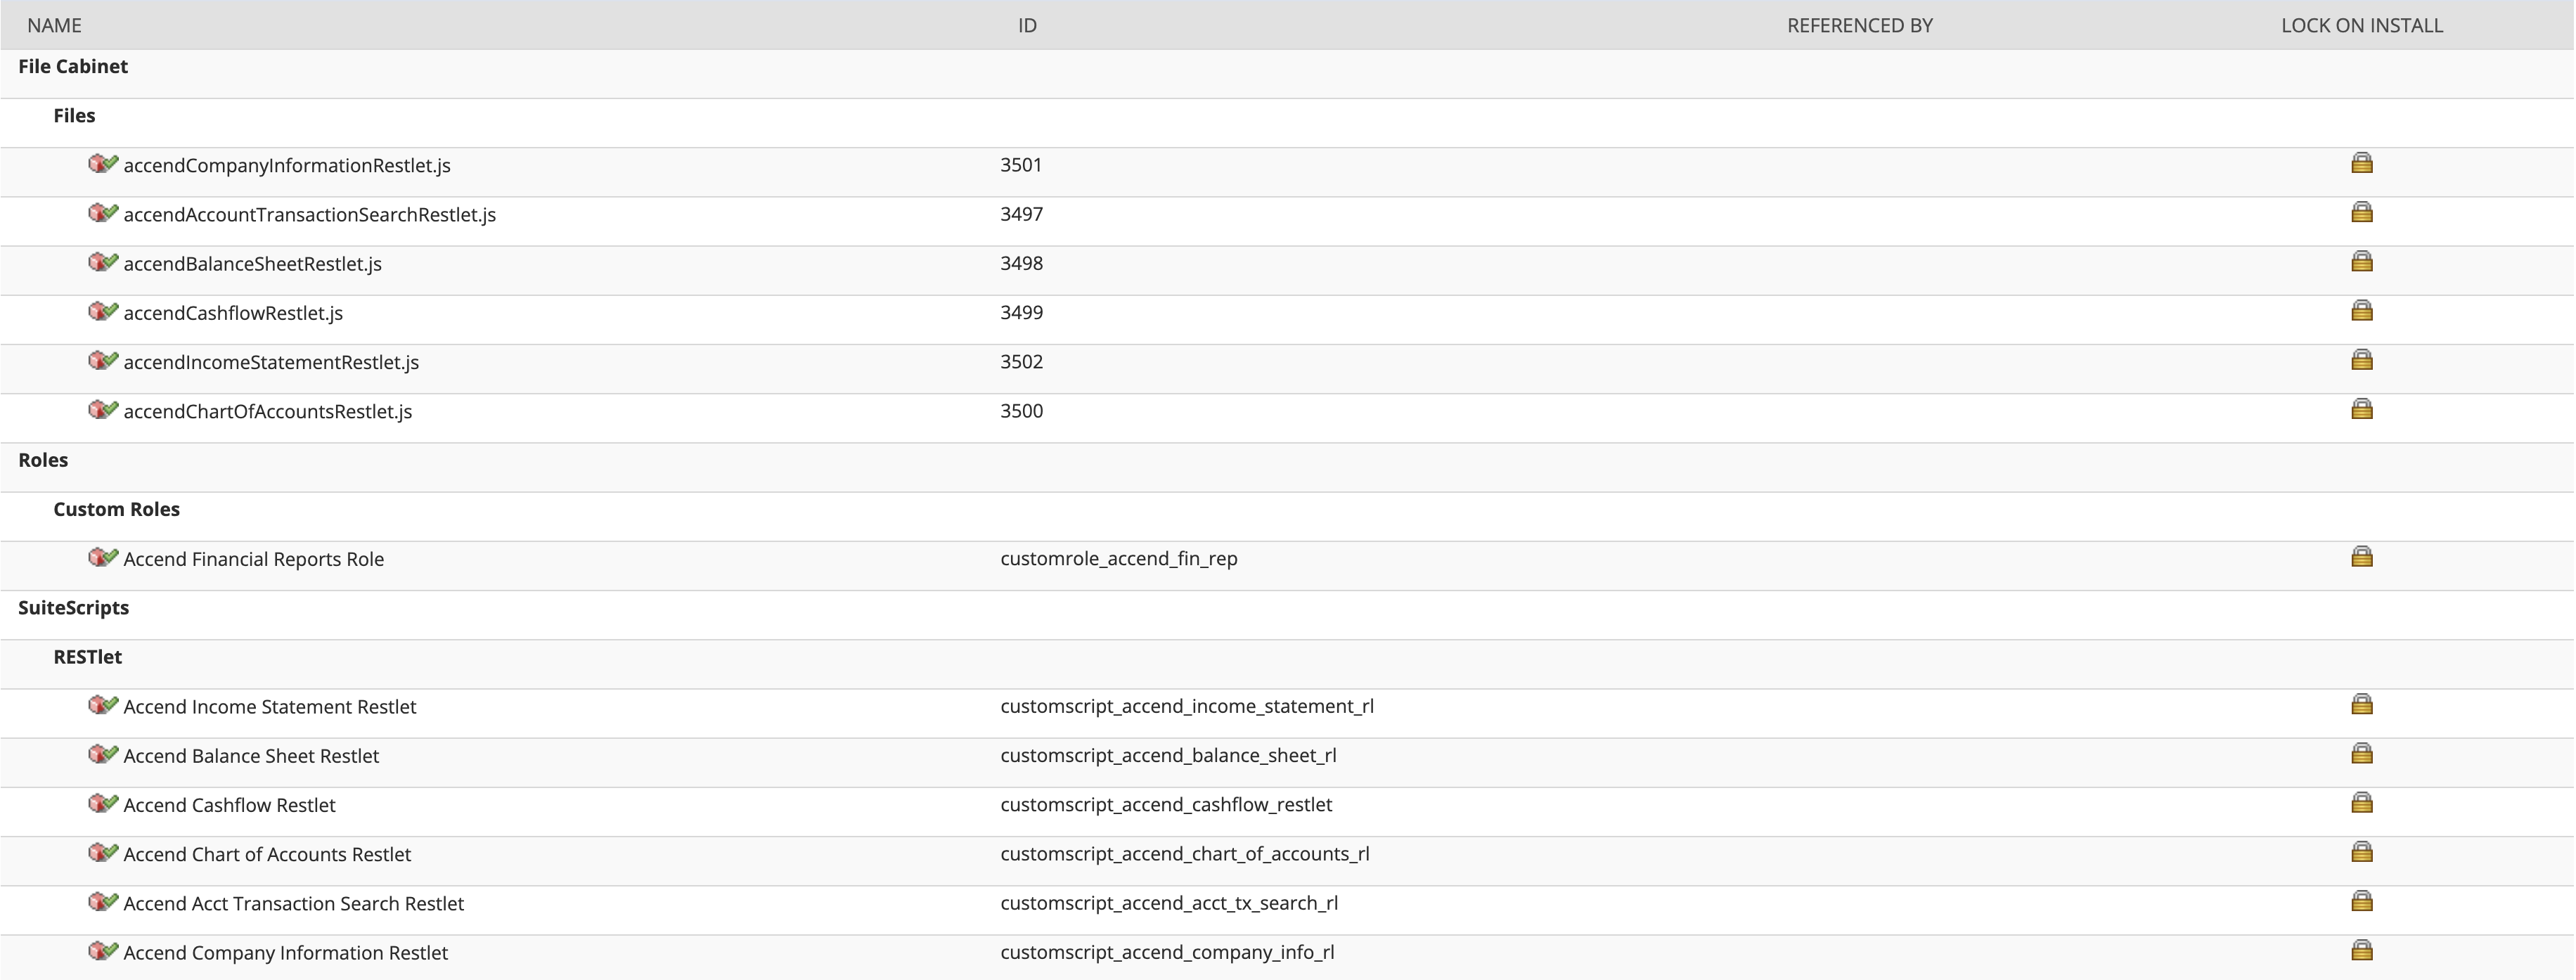 NAME ID REFERENCED BY LOCK ON INSTALL
File Cabinet
Files
accendCompanyInformationRestlet.js 3501
accendAccountTransactionSearchRestlet.js 3497
accendBalanceSheetRestlet.js 3498
accendCashflowRestlet.js 3499
accendIncomeStatementRestlet.js 3502
accendChartOfAccountsRestlet.js 3500
Roles
Custom Roles
Accend Financial Reports Role customrole_accend_fin_rep
SuiteScripts
RESTlet
Accend Income Statement Restlet customscript_accend_income_statement_rl
Accend Balance Sheet Restlet customscript_accend_balance_sheet_rl
Accend Cashflow Restlet customscript_accend_cashflow_restlet
Accend Chart of Accounts Restlet customscript_accend_chart_of_accounts_rl
Accend Acct Transaction Search Restlet customscript_accend_acct_tx_search_rl
Accend Company Information Restlet customscript_accend_company_info_rl